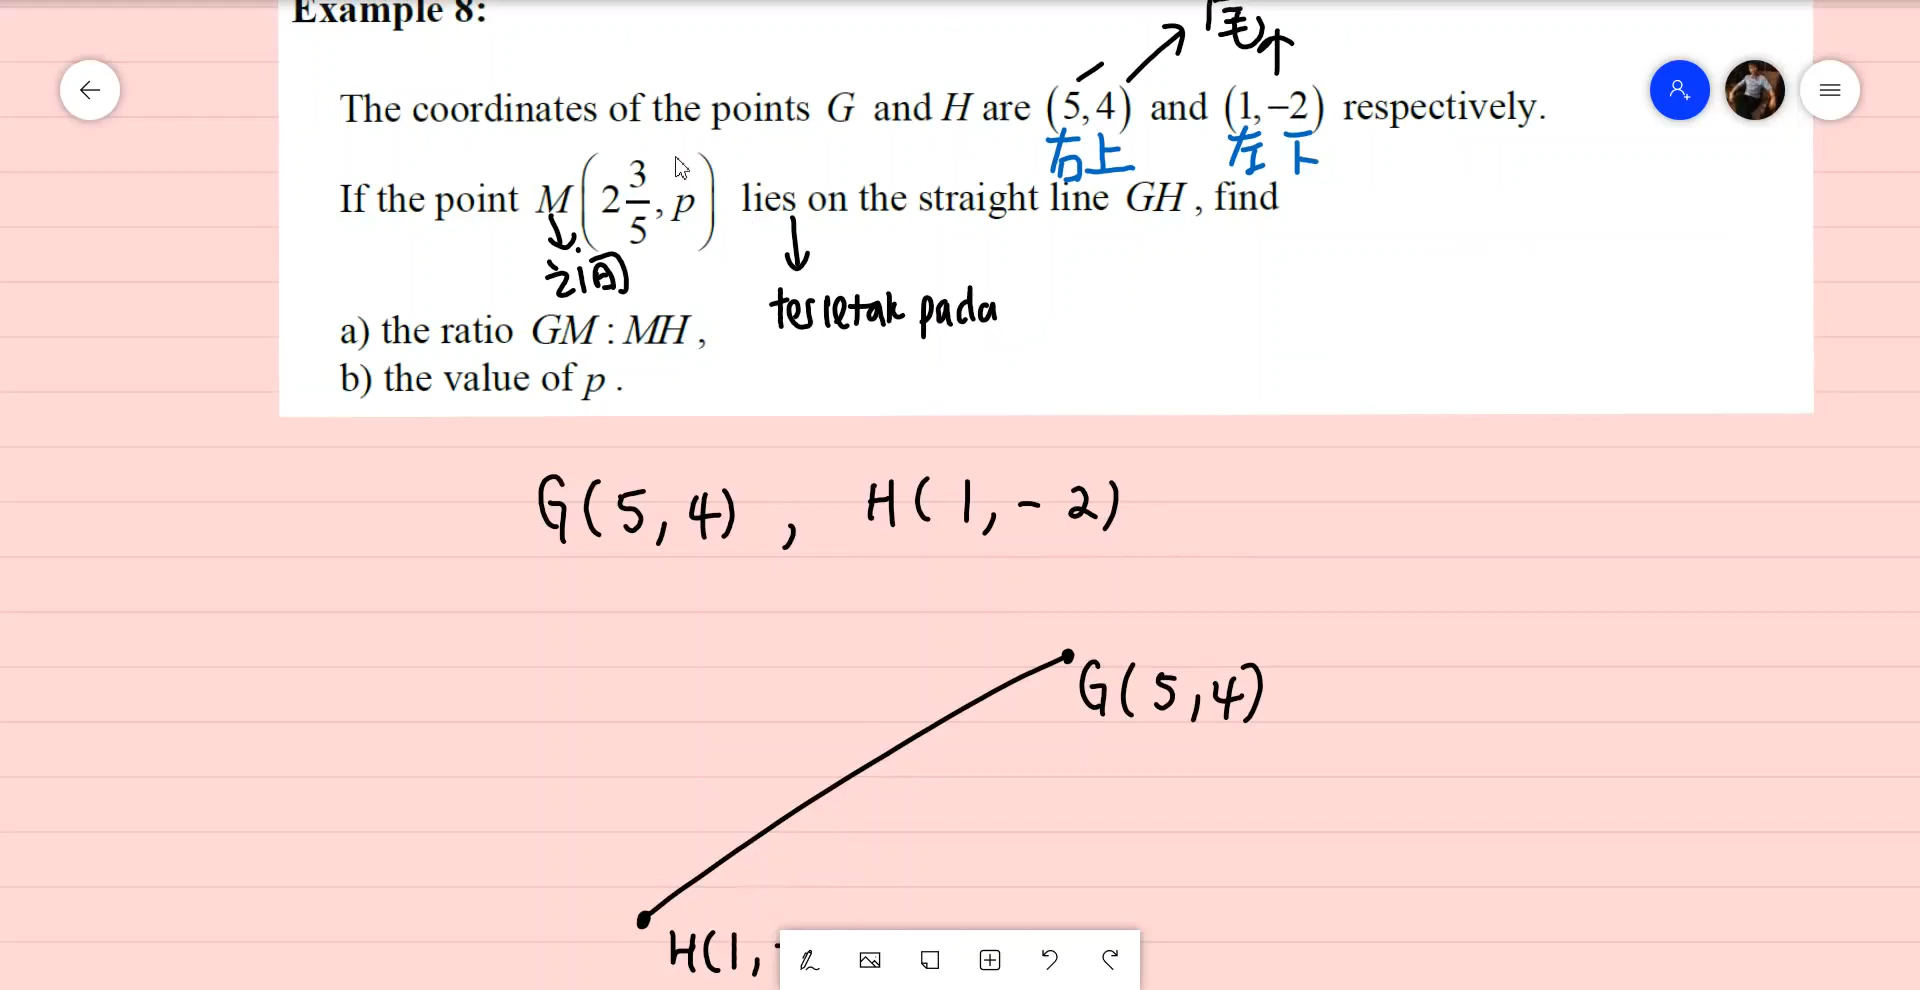 Example 8:
尾个
The coordinates of the points G and H are (5,4) and (1,−2) respectively.
右上 左下
If the point M(2 3/5, p) lies on the straight line GH, find
之间
terletak pada
a) the ratio GM : MH,
b) the value of p.
G(5,4), H(1,-2)
G(5,4)
H(1,